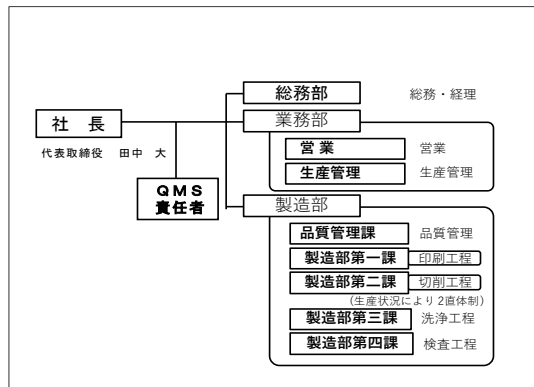 総務部 総務・経理
社 長 業務部
代表取締役 田中 大
営 業 営業
生産管理 生産管理
QMS
責任者
製造部
品質管理課 品質管理
製造部第一課 印刷工程
製造部第二課 切削工程
(生産状況により2直体制)
製造部第三課 洗浄工程
製造部第四課 検査工程